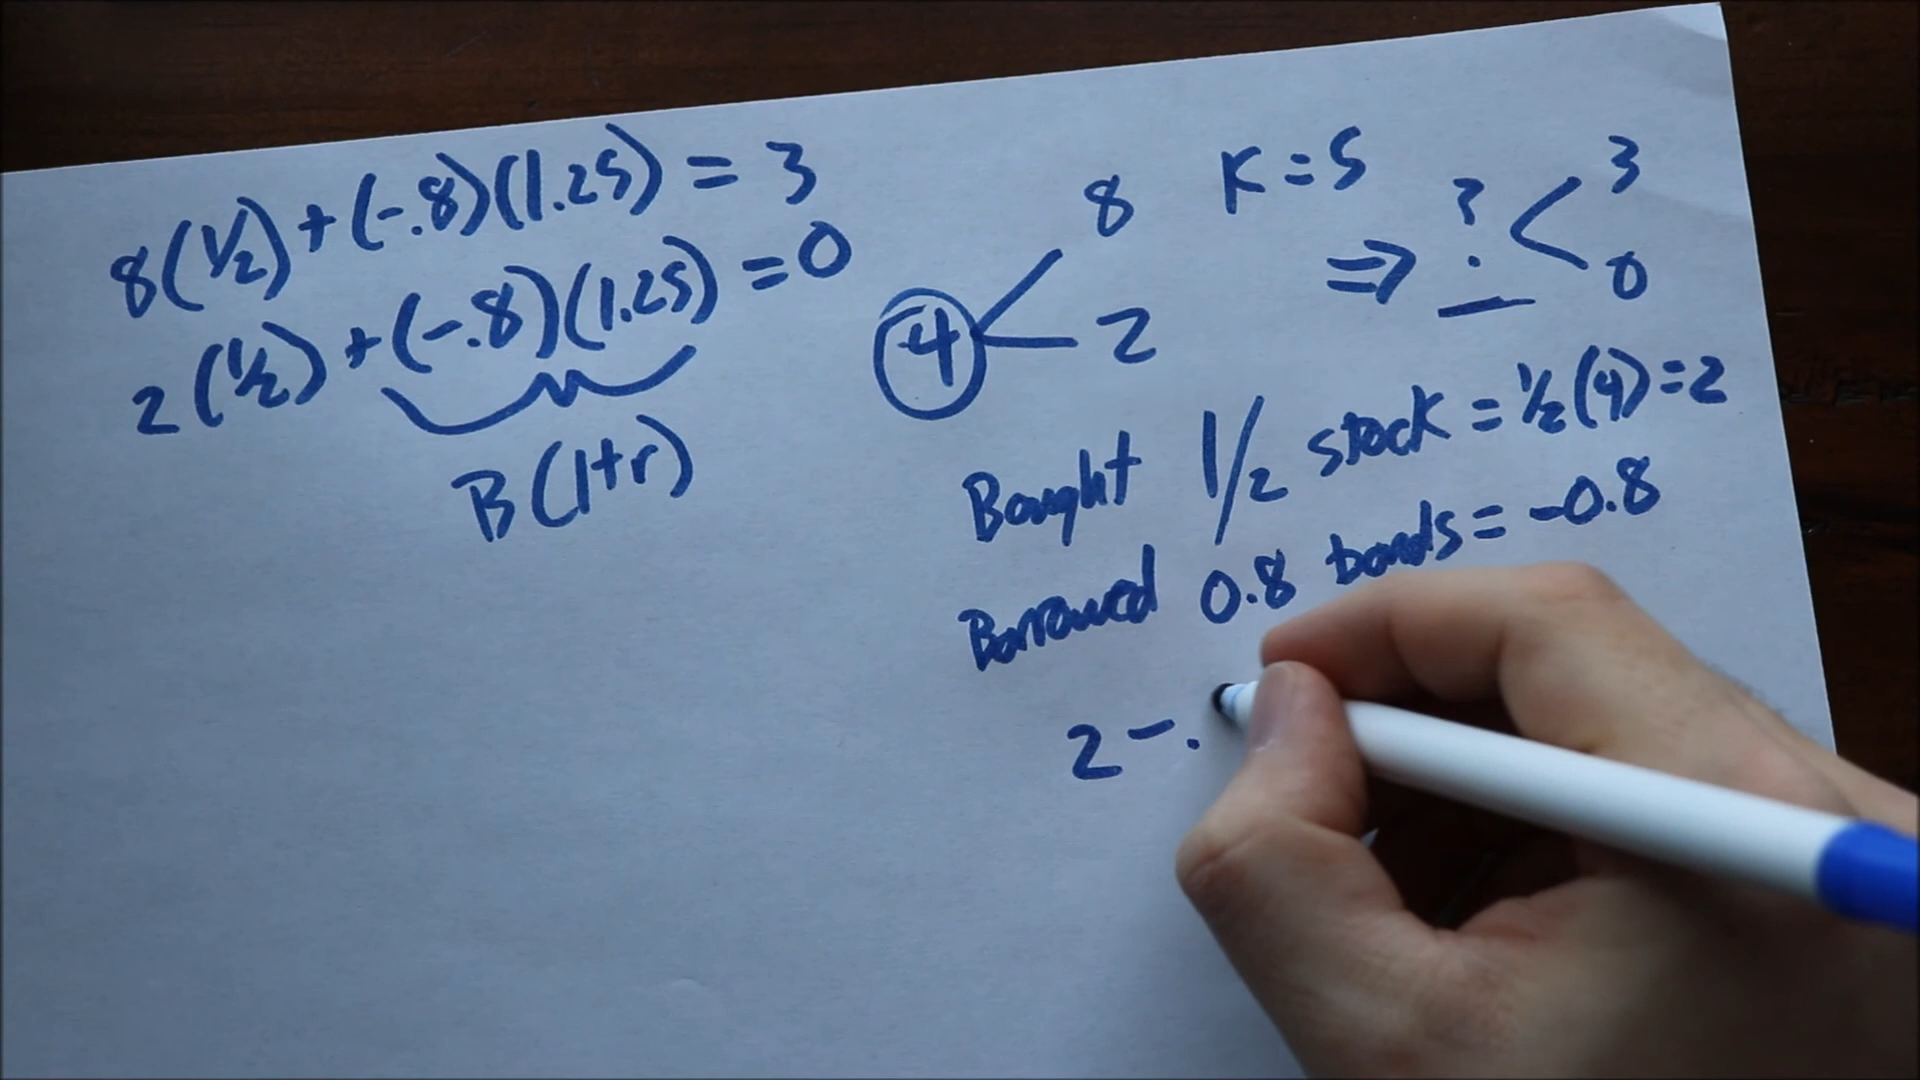 8(1/2)+(-.8)(1.25)=3
2(1/2)+(-.8)(1.25)=0
B(1+r)
4
8
2
K=5
⇒ ?
3
0
Bought 1/2 stock = 1/2(4)=2
Borrowed 0.8 bonds = -0.8
2-.